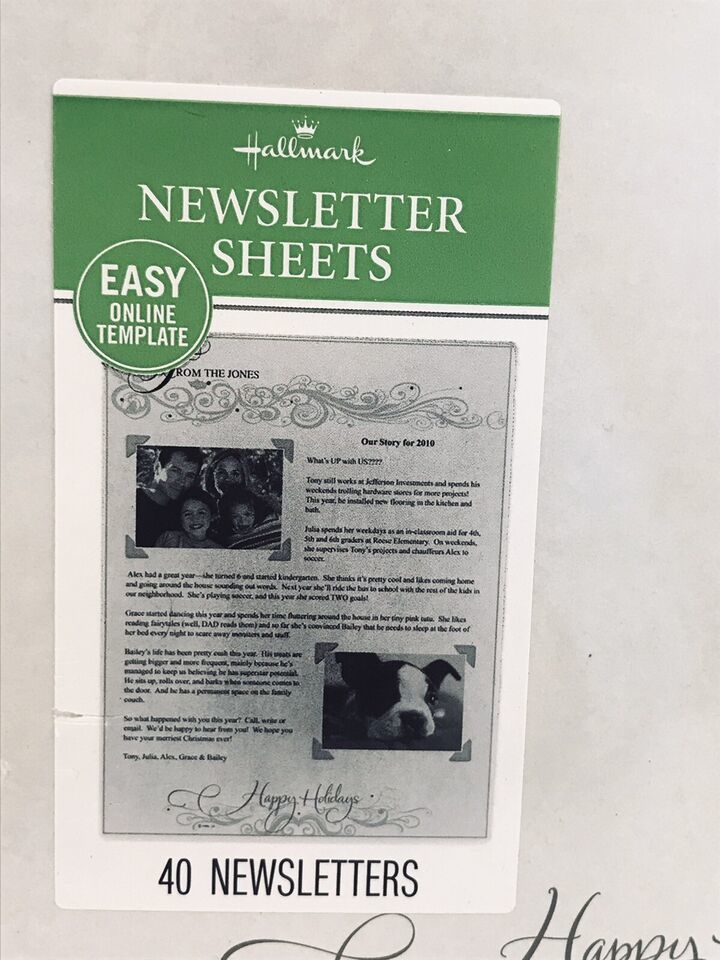 Hallmark
NEWSLETTER
SHEETS
EASY
ONLINE
TEMPLATE
FROM THE JONES
Our Story for 2010
What's UP with US????
Tony still works at Jefferson Investments and spends his
weekends trolling hardware stores for more projects!
This year, he installed new flooring in the kitchen and
bath.
Julia spends her weekdays as an in-classroom aid for 4th,
5th and 6th graders at Reese Elementary. On weekends,
she supervises Tony's projects and chauffeurs Alex to
soccer.
Alex had a great year—she turned 6 and started kindergarten. She thinks it's pretty cool and likes coming home
and going around the house sounding out words. Next year she'll ride the bus to school with the rest of the kids in
our neighborhood. She's playing soccer, and this year she scored TWO goals!
Grace started dancing this year and spends her time fluttering around the house in her tiny pink tutu. She likes
reading fairytales (well, DAD reads them) and so far she's convinced Bailey that he needs to sleep at the foot of
her bed every night to scare away monsters and stuff.
Bailey's life has been pretty cush this year. His treats are
getting bigger and more frequent, mainly because he's
managed to keep us believing he has superstar potential.
He sits up, rolls over, and barks when someone comes to
the door. And he has a permanent space on the family
couch.
So what happened with you this year? Call, write or
email. We'd be happy to hear from you! We hope you
have your merriest Christmas ever!
Tony, Julia, Alex, Grace & Bailey
Happy Holidays
40 NEWSLETTERS
Happy